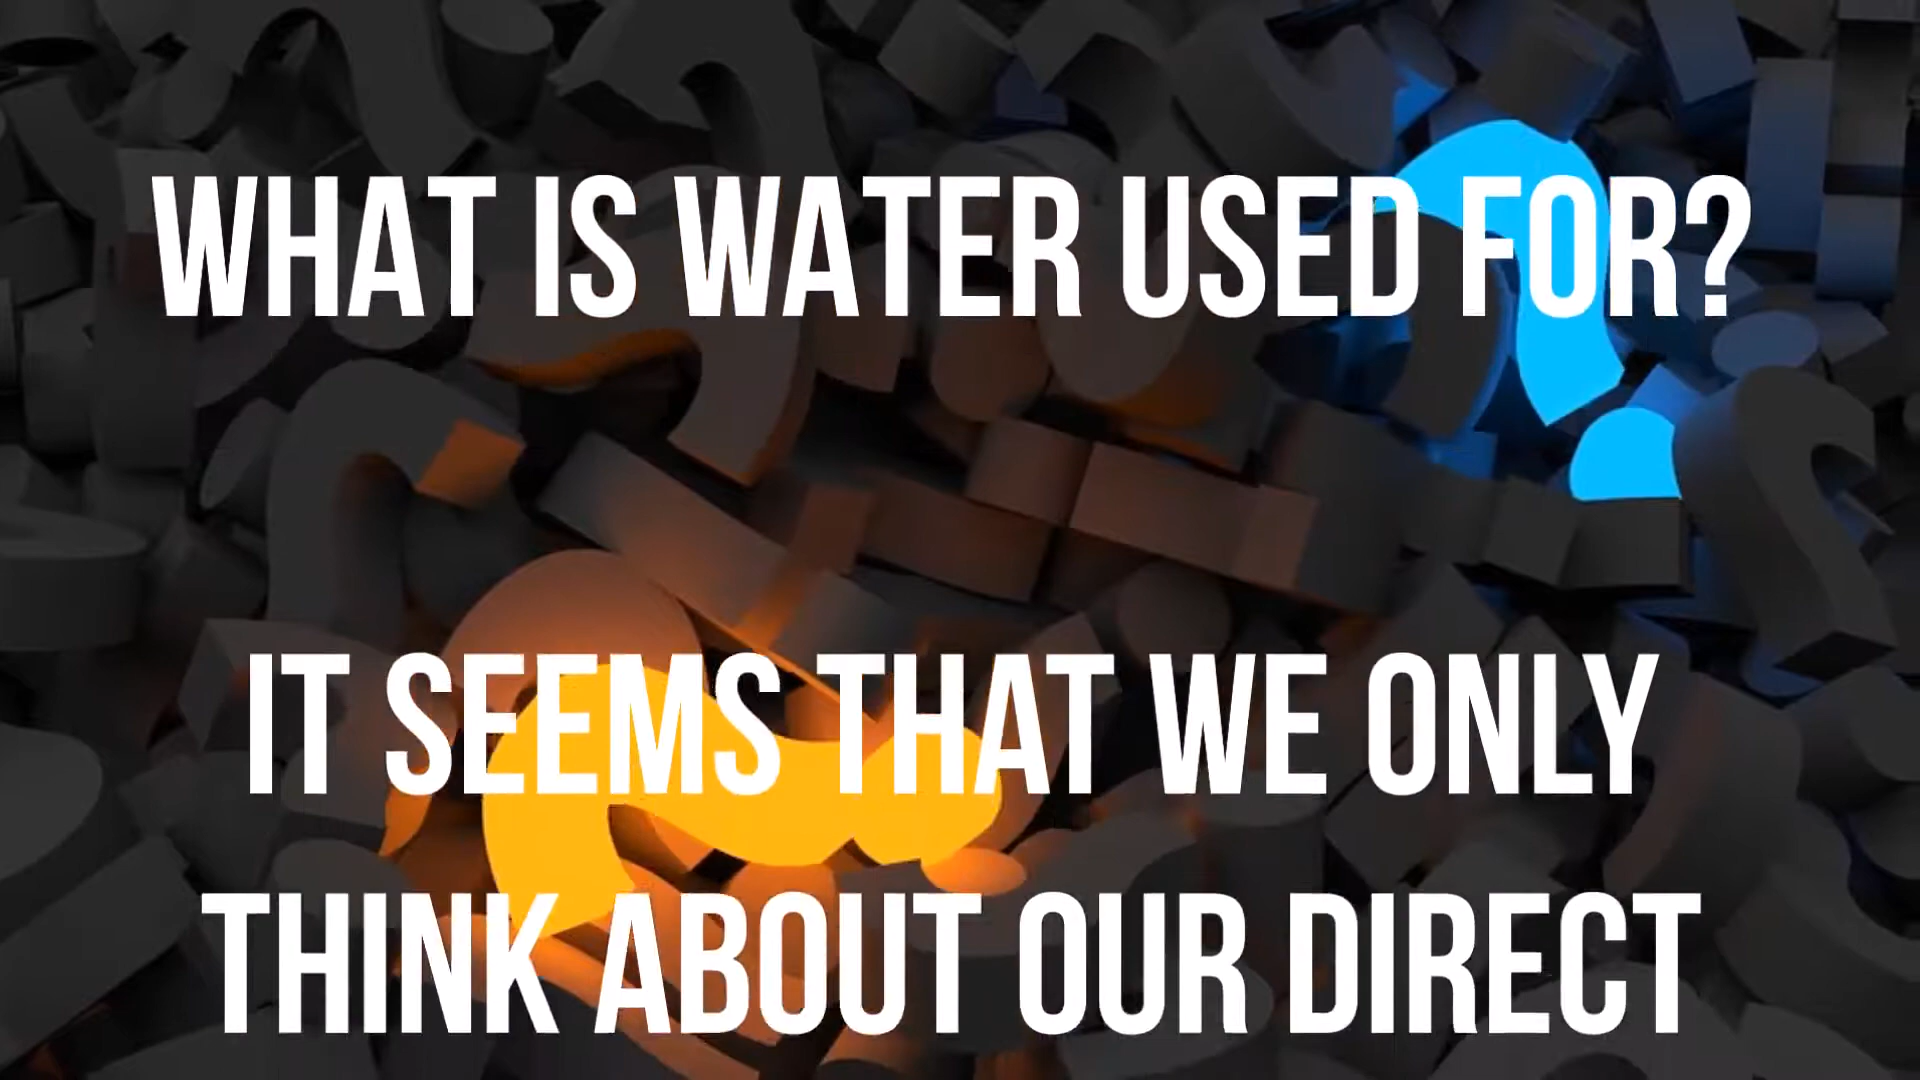 WHAT IS WATER USED FOR?
IT SEEMS THAT WE ONLY
THINK ABOUT OUR DIRECT